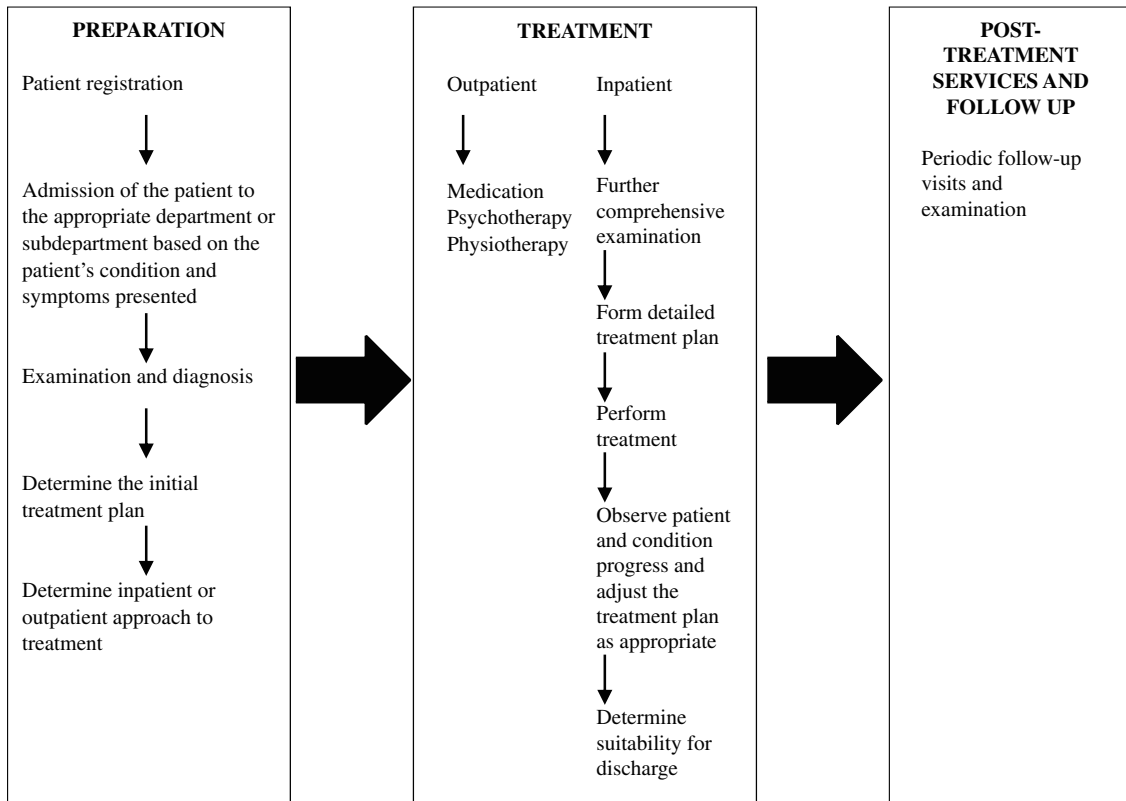 PREPARATION
Patient registration
Admission of the patient to
the appropriate department or
subdepartment based on the
patient’s condition and
symptoms presented
Examination and diagnosis
Determine the initial
treatment plan
Determine inpatient or
outpatient approach to
treatment
TREATMENT
Outpatient
Medication
Psychotherapy
Physiotherapy
Inpatient
Further
comprehensive
examination
Form detailed
treatment plan
Perform
treatment
Observe patient
and condition
progress and
adjust the
treatment plan
as appropriate
Determine
suitability for
discharge
POST-
TREATMENT
SERVICES AND
FOLLOW UP
Periodic follow-up
visits and
examination